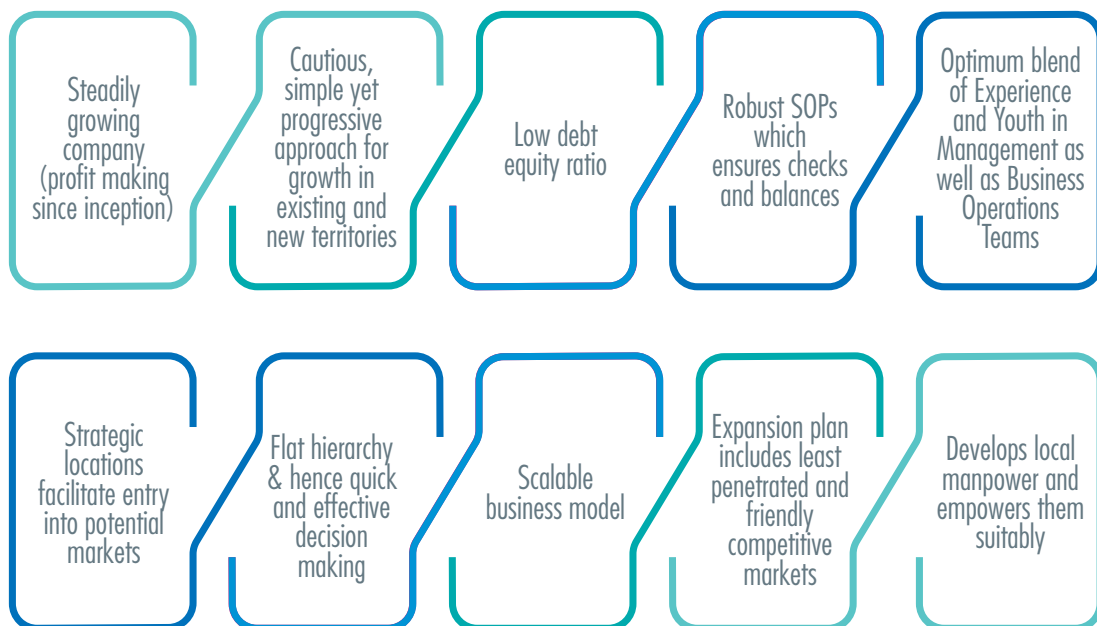 Steadily
growing
company
(profit making
since inception)
Cautious,
simple yet
progressive
approach for
growth in
existing and
new territories
Low debt
equity ratio
Robust SOPs
which
ensures checks
and balances
Optimum blend
of Experience
and Youth in
Management as
well as Business
Operations
Teams
Strategic
locations
facilitate entry
into potential
markets
Flat hierarchy
& hence quick
and effective
decision
making
Scalable
business model
Expansion plan
includes least
penetrated and
friendly
competitive
markets
Develops local
manpower and
empowers them
suitably